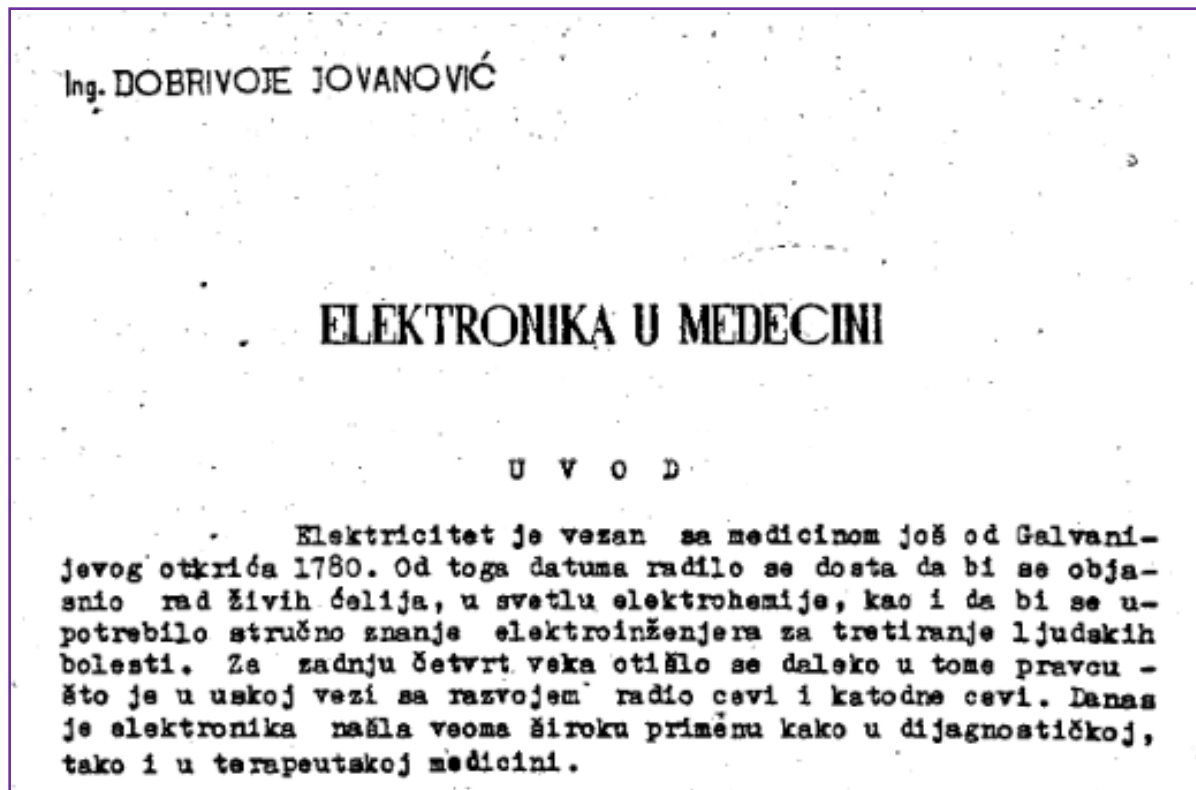 Ing. DOBRIVOJE JOVANOVIĆ
ELEKTRONIKA U MEDECINI
U V O D
Elektricitet je vezan sa medicinom još od Galvani-
jevog otkrića 1780. Od toga datuma radilo se dosta da bi se obja-
snio rad živih ćelija, u svetlu elektrohemije, kao i da bi se u-
potrebilo stručno znanje elektroinženjera za tretiranje ljudskih
bolesti. Za zadnju četvrt veka otišlo se daleko u tome pravcu -
što je u uskoj vezi sa razvojem radio cevi i katodne cevi. Danas
je elektronika našla veoma široku primenu kako u dijagnostičkoj,
tako i u terapeutskoj medicini.